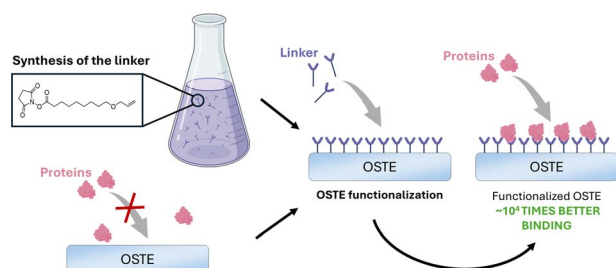 Synthesis of the linker
O
O
N
O
O
O
Linker
Proteins
Proteins
OSTE
OSTE
OSTE
OSTE functionalization
Functionalized OSTE
~10⁴ TIMES BETTER
BINDING